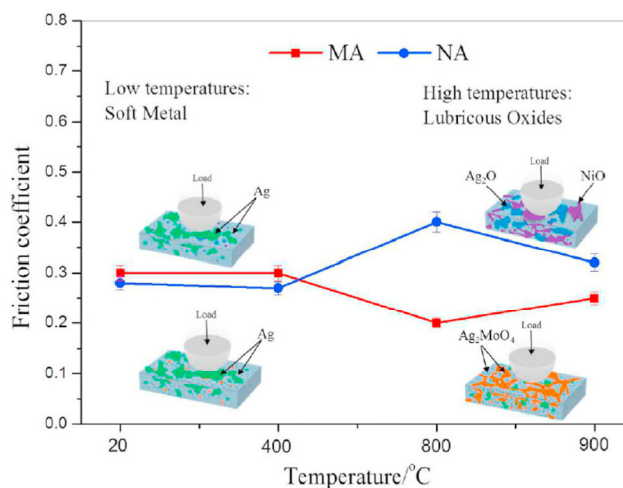 0.8
0.7
0.6
0.5
0.4
0.3
0.2
0.1
0.0
Friction coefficient
MA
NA
Low temperatures:
Soft Metal
High temperatures:
Lubricous Oxides
Load
Ag
Ag₂O
Load
NiO
Load
Ag
Ag₂MoO₄
Load
20
400
800
900
Temperature/°C